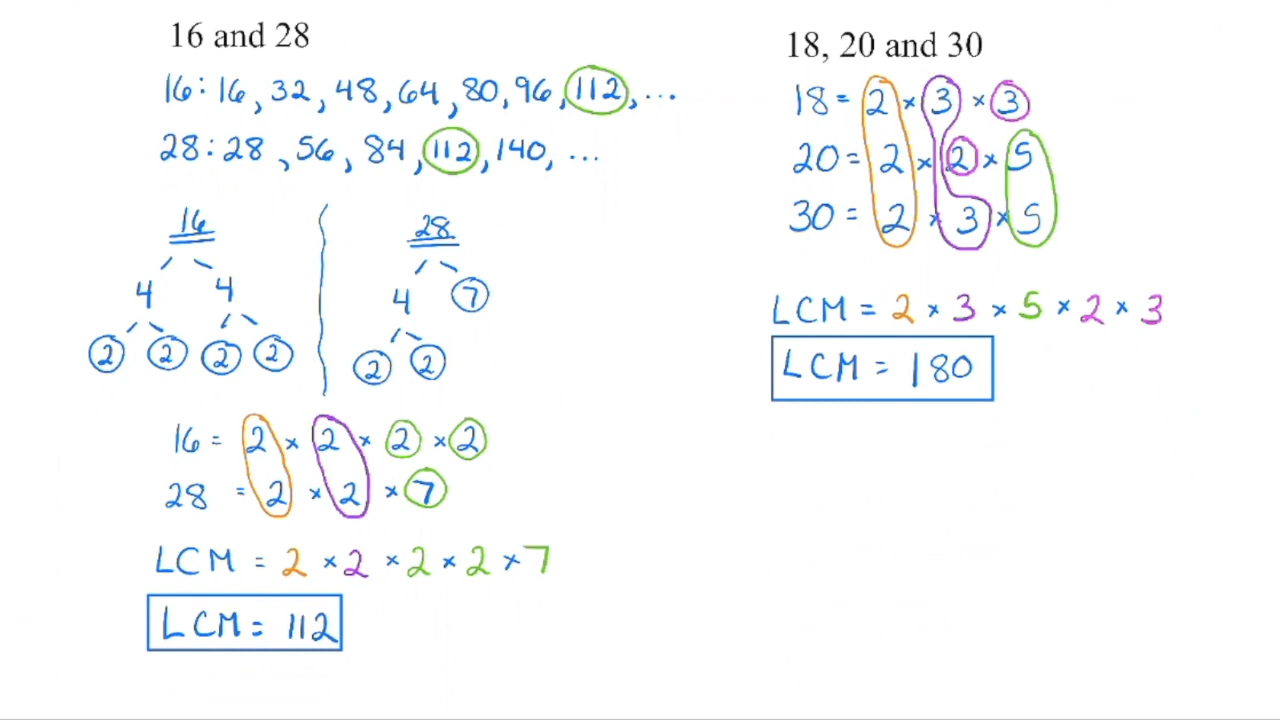 16 and 28
16: 16, 32, 48, 64, 80, 96, 112, ...
28: 28, 56, 84, 112, 140, ...
16
4 4
2 2 2 2
28
4 7
2 2
16 = 2 × 2 × 2 × 2
28 = 2 × 2 × 7
LCM = 2 × 2 × 2 × 2 × 7
LCM = 112
18, 20 and 30
18 = 2 × 3 × 3
20 = 2 × 2 × 5
30 = 2 × 3 × 5
LCM = 2 × 3 × 5 × 2 × 3
LCM = 180